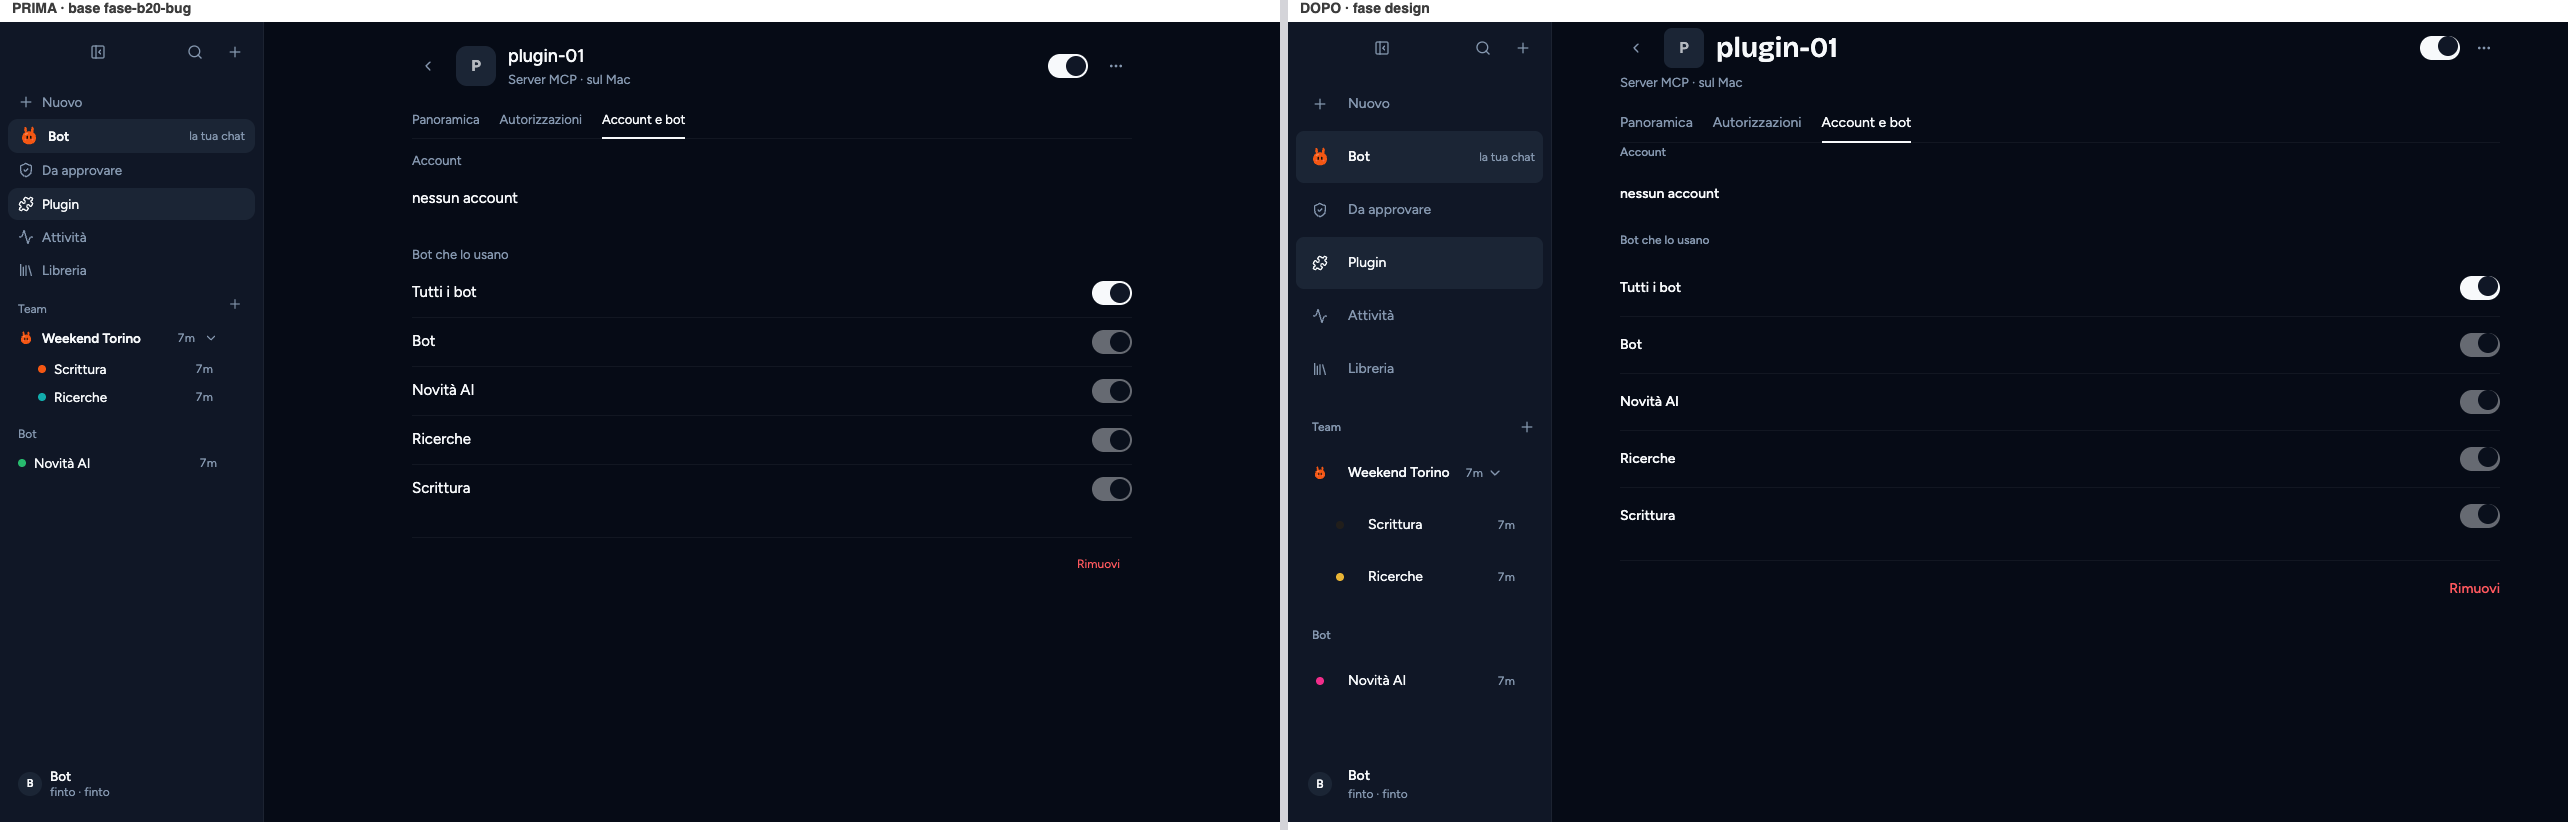 PRIMA · base fase-b20-bug
Nuovo
Bot la tua chat
Da approvare
Plugin
Attività
Libreria
Team
Weekend Torino 7m
Scrittura 7m
Ricerche 7m
Bot
Novità AI 7m
B
Bot
finto · finto
P
plugin-01
Server MCP · sul Mac
Panoramica Autorizzazioni Account e bot
Account
nessun account
Bot che lo usano
Tutti i bot
Bot
Novità AI
Ricerche
Scrittura
Rimuovi
DOPO · fase design
Nuovo
Bot la tua chat
Da approvare
Plugin
Attività
Libreria
Team
Weekend Torino 7m
Scrittura 7m
Ricerche 7m
Bot
Novità AI 7m
B
Bot
finto · finto
P
plugin-01
Server MCP · sul Mac
Panoramica Autorizzazioni Account e bot
Account
nessun account
Bot che lo usano
Tutti i bot
Bot
Novità AI
Ricerche
Scrittura
Rimuovi